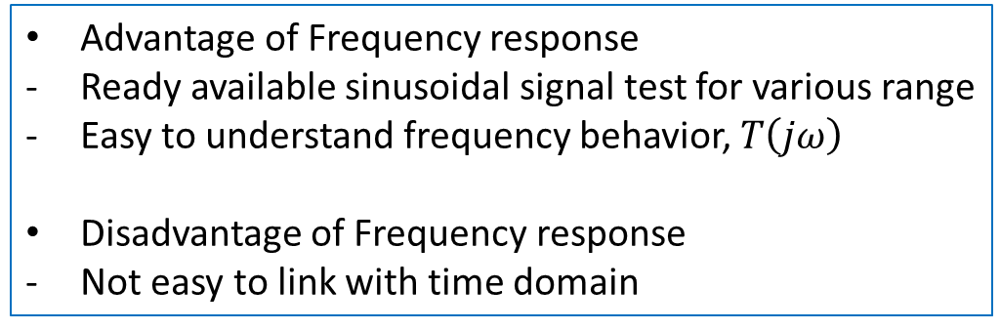 • Advantage of Frequency response
- Ready available sinusoidal signal test for various range
- Easy to understand frequency behavior, 𝑇(𝑗𝜔)
• Disadvantage of Frequency response
- Not easy to link with time domain